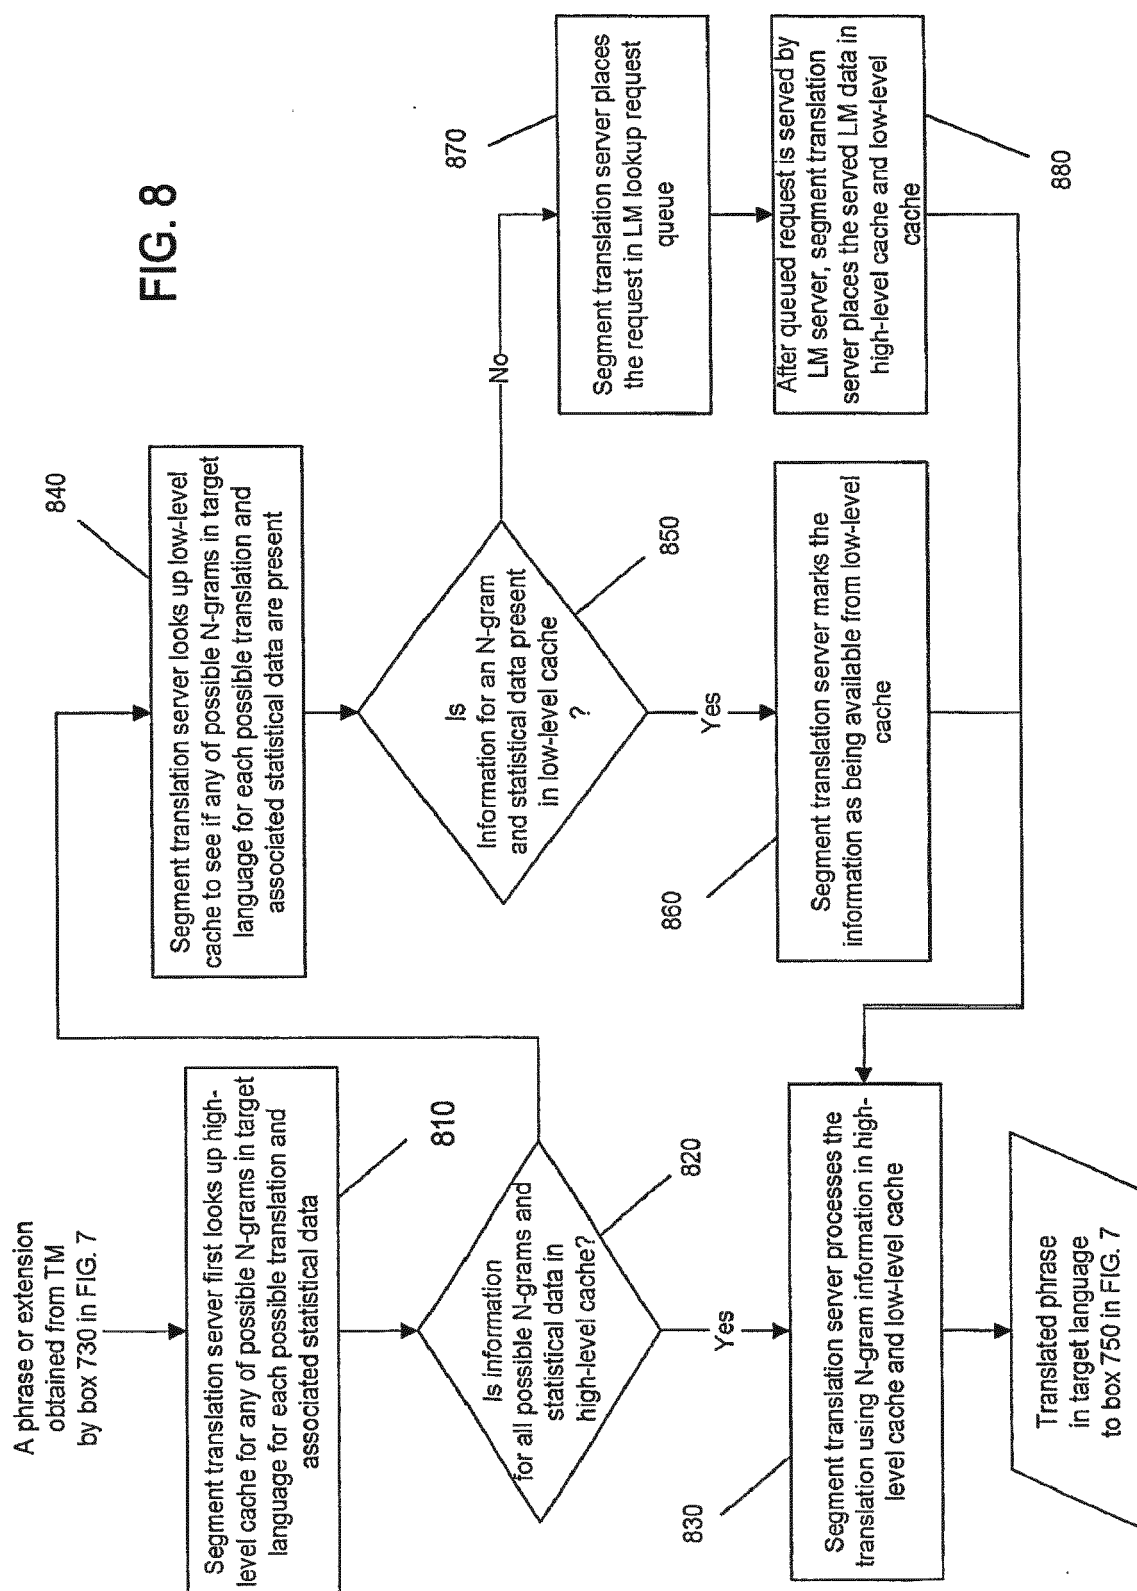 FIG. 8
A phrase or extension
obtained from TM
by box 730 in FIG. 7
Segment translation server first looks up high-
level cache for any of possible N-grams in target
language for each possible translation and
associated statistical data
810
Is information
for all possible N-grams and
statistical data in
high-level cache?
820
Yes
Segment translation server processes the
translation using N-gram information in high-
level cache and low-level cache
830
Translated phrase
in target language
to box 750 in FIG. 7
840
Segment translation server looks up low-level
cache to see if any of possible N-grams in target
language for each possible translation and
associated statistical data are present
Is
Information for an N-gram
and statistical data present
in low-level cache
?
850
Yes
No
Segment translation server marks the
information as being available from low-level
cache
860
870
Segment translation server places
the request in LM lookup request
queue
After queued request is served by
LM server, segment translation
server places the served LM data in
high-level cache and low-level
cache
880